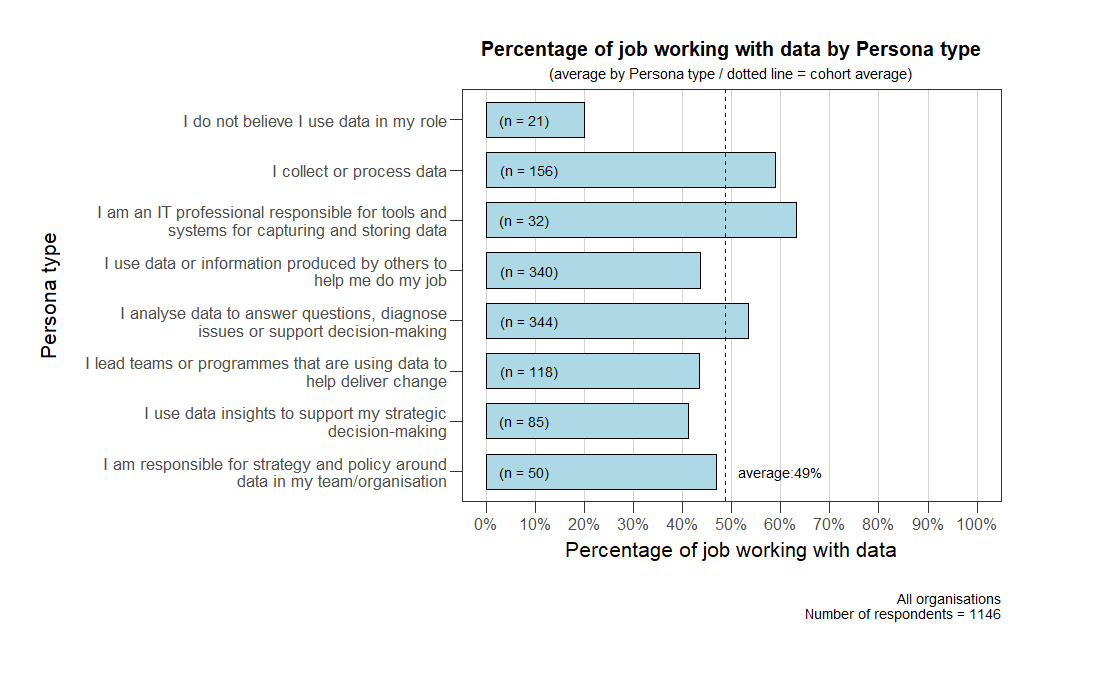 Percentage of job working with data by Persona type
(average by Persona type / dotted line = cohort average)
Persona type
I do not believe I use data in my role
(n = 21)
I collect or process data
(n = 156)
I am an IT professional responsible for tools and
systems for capturing and storing data
(n = 32)
I use data or information produced by others to
help me do my job
(n = 340)
I analyse data to answer questions, diagnose
issues or support decision-making
(n = 344)
I lead teams or programmes that are using data to
help deliver change
(n = 118)
I use data insights to support my strategic
decision-making
(n = 85)
I am responsible for strategy and policy around
data in my team/organisation
(n = 50)
average:49%
0% 10% 20% 30% 40% 50% 60% 70% 80% 90% 100%
Percentage of job working with data
All organisations
Number of respondents = 1146